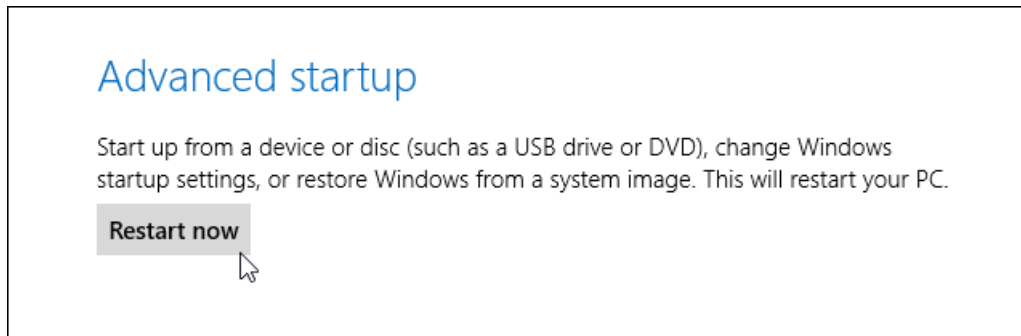 Advanced startup
Start up from a device or disc (such as a USB drive or DVD), change Windows
startup settings, or restore Windows from a system image. This will restart your PC.
Restart now